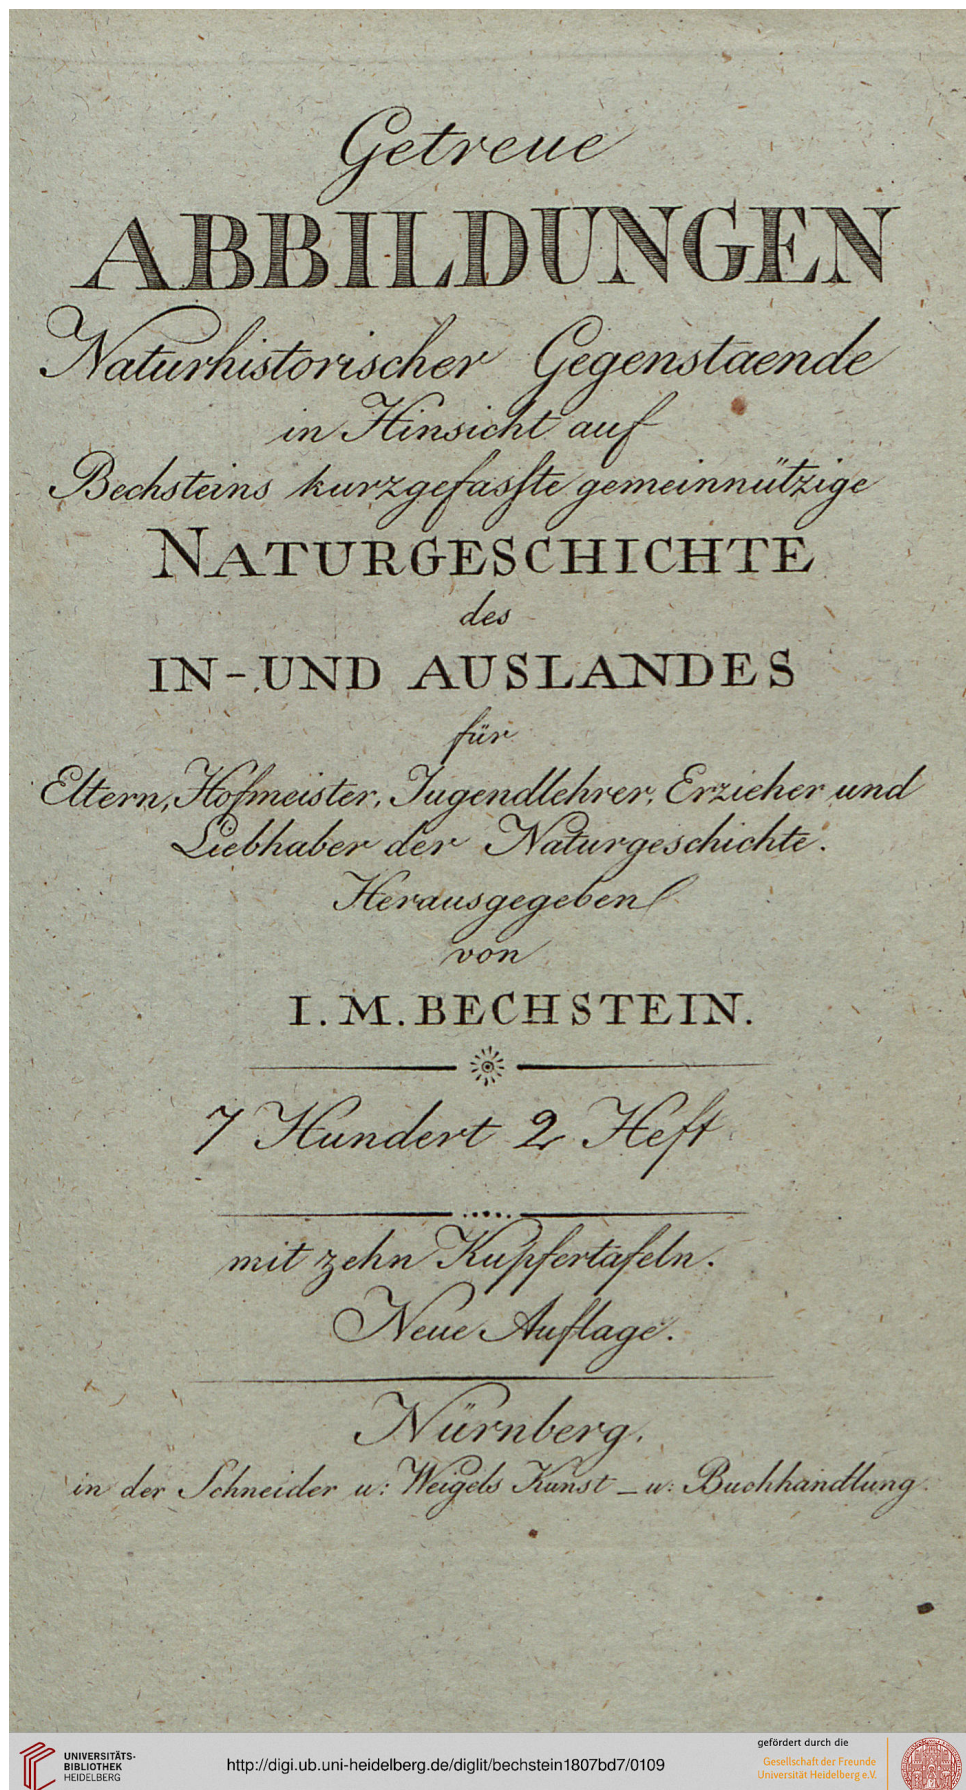 Getreue
ABBILDUNGEN
Naturhistorischer Gegenstaende
in Hinsicht auf
Bechsteins kurzgefasste gemeinnützige
NATURGESCHICHTE
des
IN-UND AUSLANDES
für
Eltern, Hofmeister, Jugendlehrer, Erzieher und
Liebhaber der Naturgeschichte.
Herausgegeben
von
I. M. BECHSTEIN.
7 Hundert 2 Heft
mit zehn Kupfertafeln.
Neue Auflage.
Nürnberg.
in der Schneider u: Weigels Kunst – u: Buchhandlung.
UNIVERSITÄTS-
BIBLIOTHEK
HEIDELBERG
http://digi.ub.uni-heidelberg.de/diglit/bechstein1807bd7/0109
gefördert durch die
Gesellschaft der Freunde
Universität Heidelberg e.V.